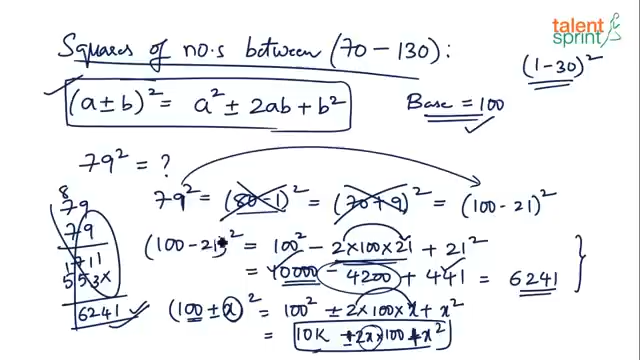 talent
sprint
Squares of no.s between (70 - 130) :
(1-30)²
(a ± b)² = a² ± 2ab + b²
Base = 100
79² = ?
79² = (80 - 1)² = (70 + 9)² = (100 - 21)²
8
79
79
1711
553×
6241
(100 - 21)² = 100² - 2×100×21 + 21²
= 10000 - 4200 + 441 = 6241
(100 ± x)² = 100² ± 2×100×x + x²
= 10K ± 2x×100 + x²